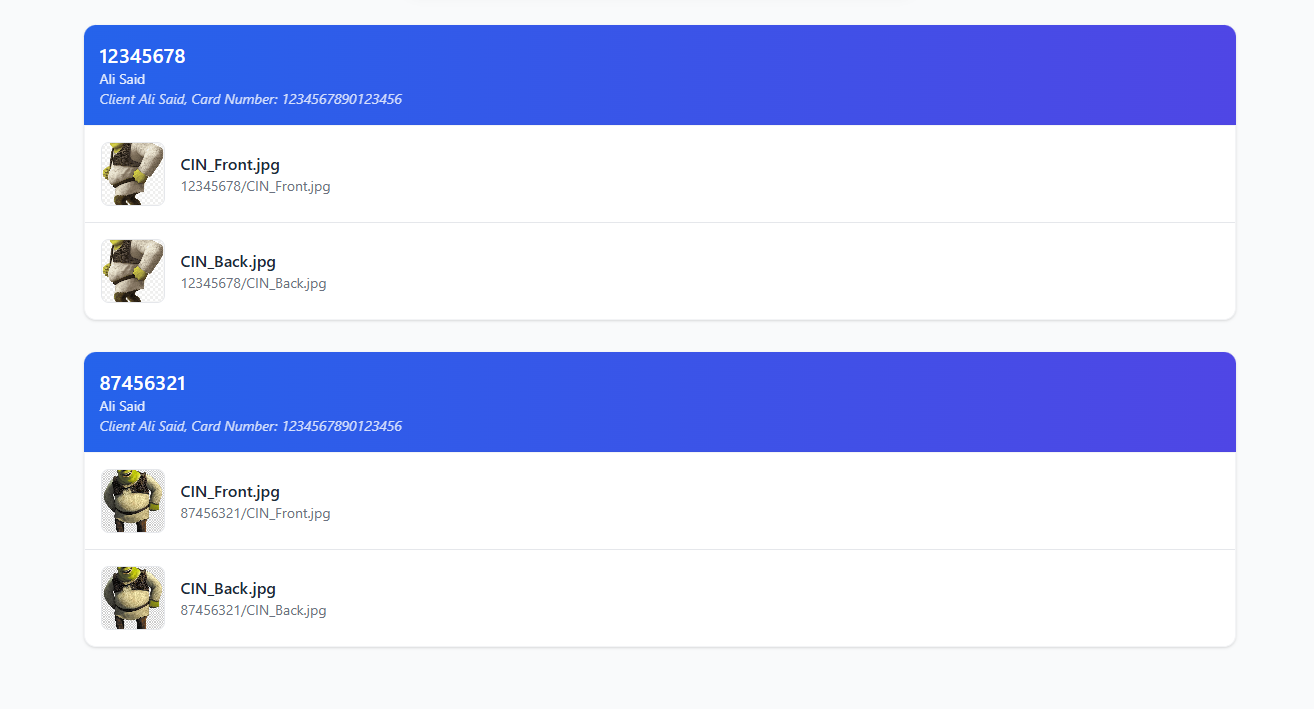 12345678
Ali Said
Client Ali Said, Card Number: 1234567890123456
CIN_Front.jpg
12345678/CIN_Front.jpg
CIN_Back.jpg
12345678/CIN_Back.jpg
87456321
Ali Said
Client Ali Said, Card Number: 1234567890123456
CIN_Front.jpg
87456321/CIN_Front.jpg
CIN_Back.jpg
87456321/CIN_Back.jpg